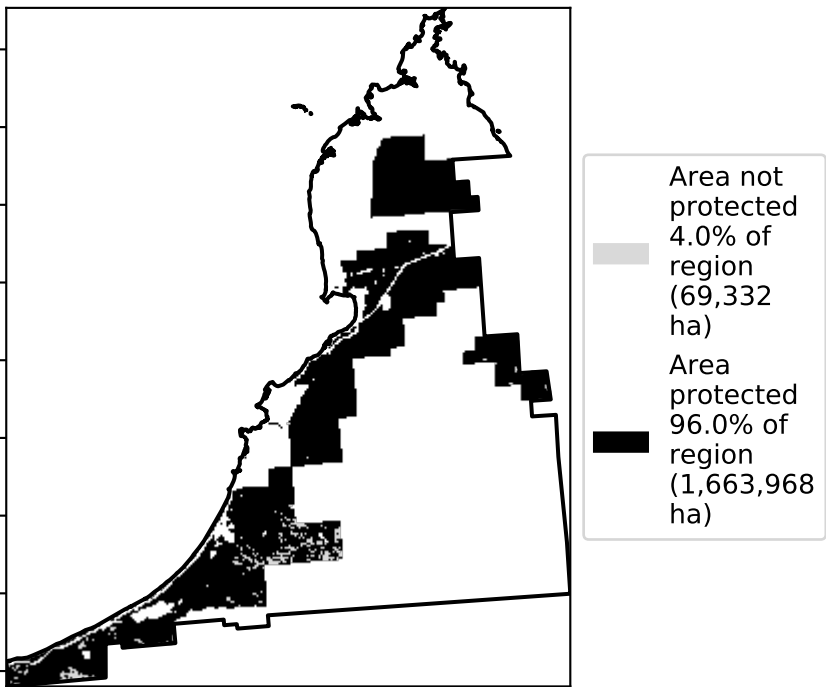 Area not
protected
4.0% of
region
(69,332
ha)
Area
protected
96.0% of
region
(1,663,968
ha)